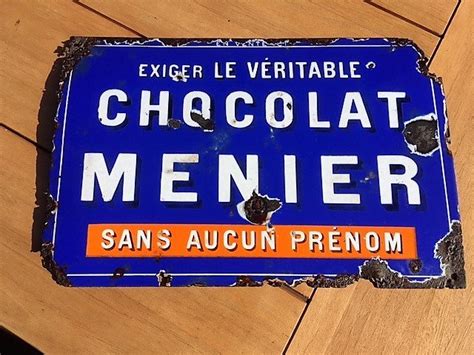 EXIGER LE VÉRITABLE
CHOCOLAT
MENIER
SANS AUCUN PRÉNOM